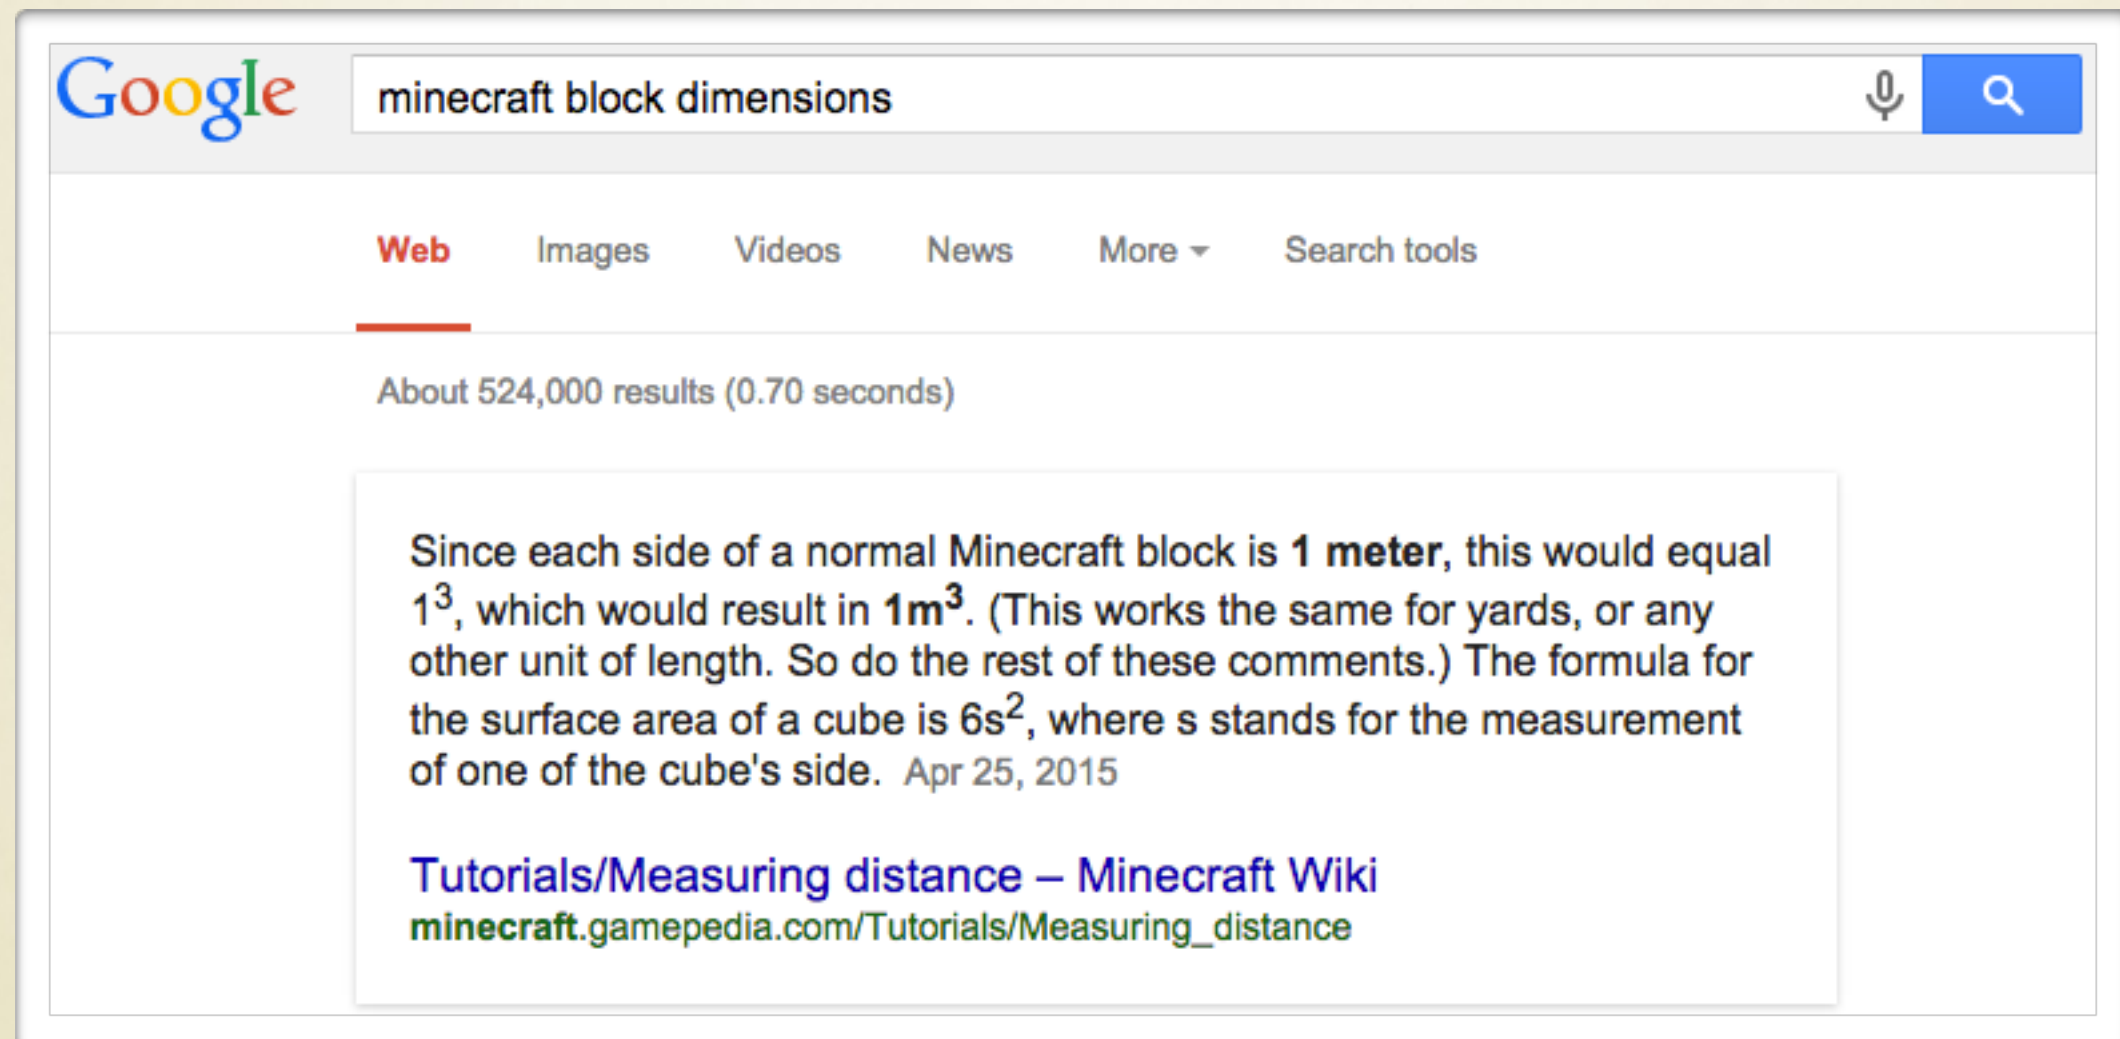 Google minecraft block dimensions
Web Images Videos News More Search tools
About 524,000 results (0.70 seconds)
Since each side of a normal Minecraft block is 1 meter, this would equal
1³, which would result in 1m³. (This works the same for yards, or any
other unit of length. So do the rest of these comments.) The formula for
the surface area of a cube is 6s², where s stands for the measurement
of one of the cube's side. Apr 25, 2015
Tutorials/Measuring distance – Minecraft Wiki
minecraft.gamepedia.com/Tutorials/Measuring_distance